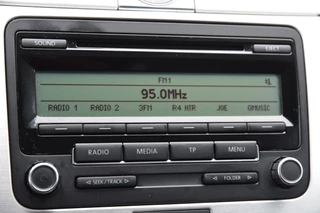 SOUND
EJECT
FM1
95.0MHz
RADIO 1 RADIO 2 3FM R4 HTR JOE GMUSIC
RADIO MEDIA TP MENU
SEEK/TRACK FOLDER